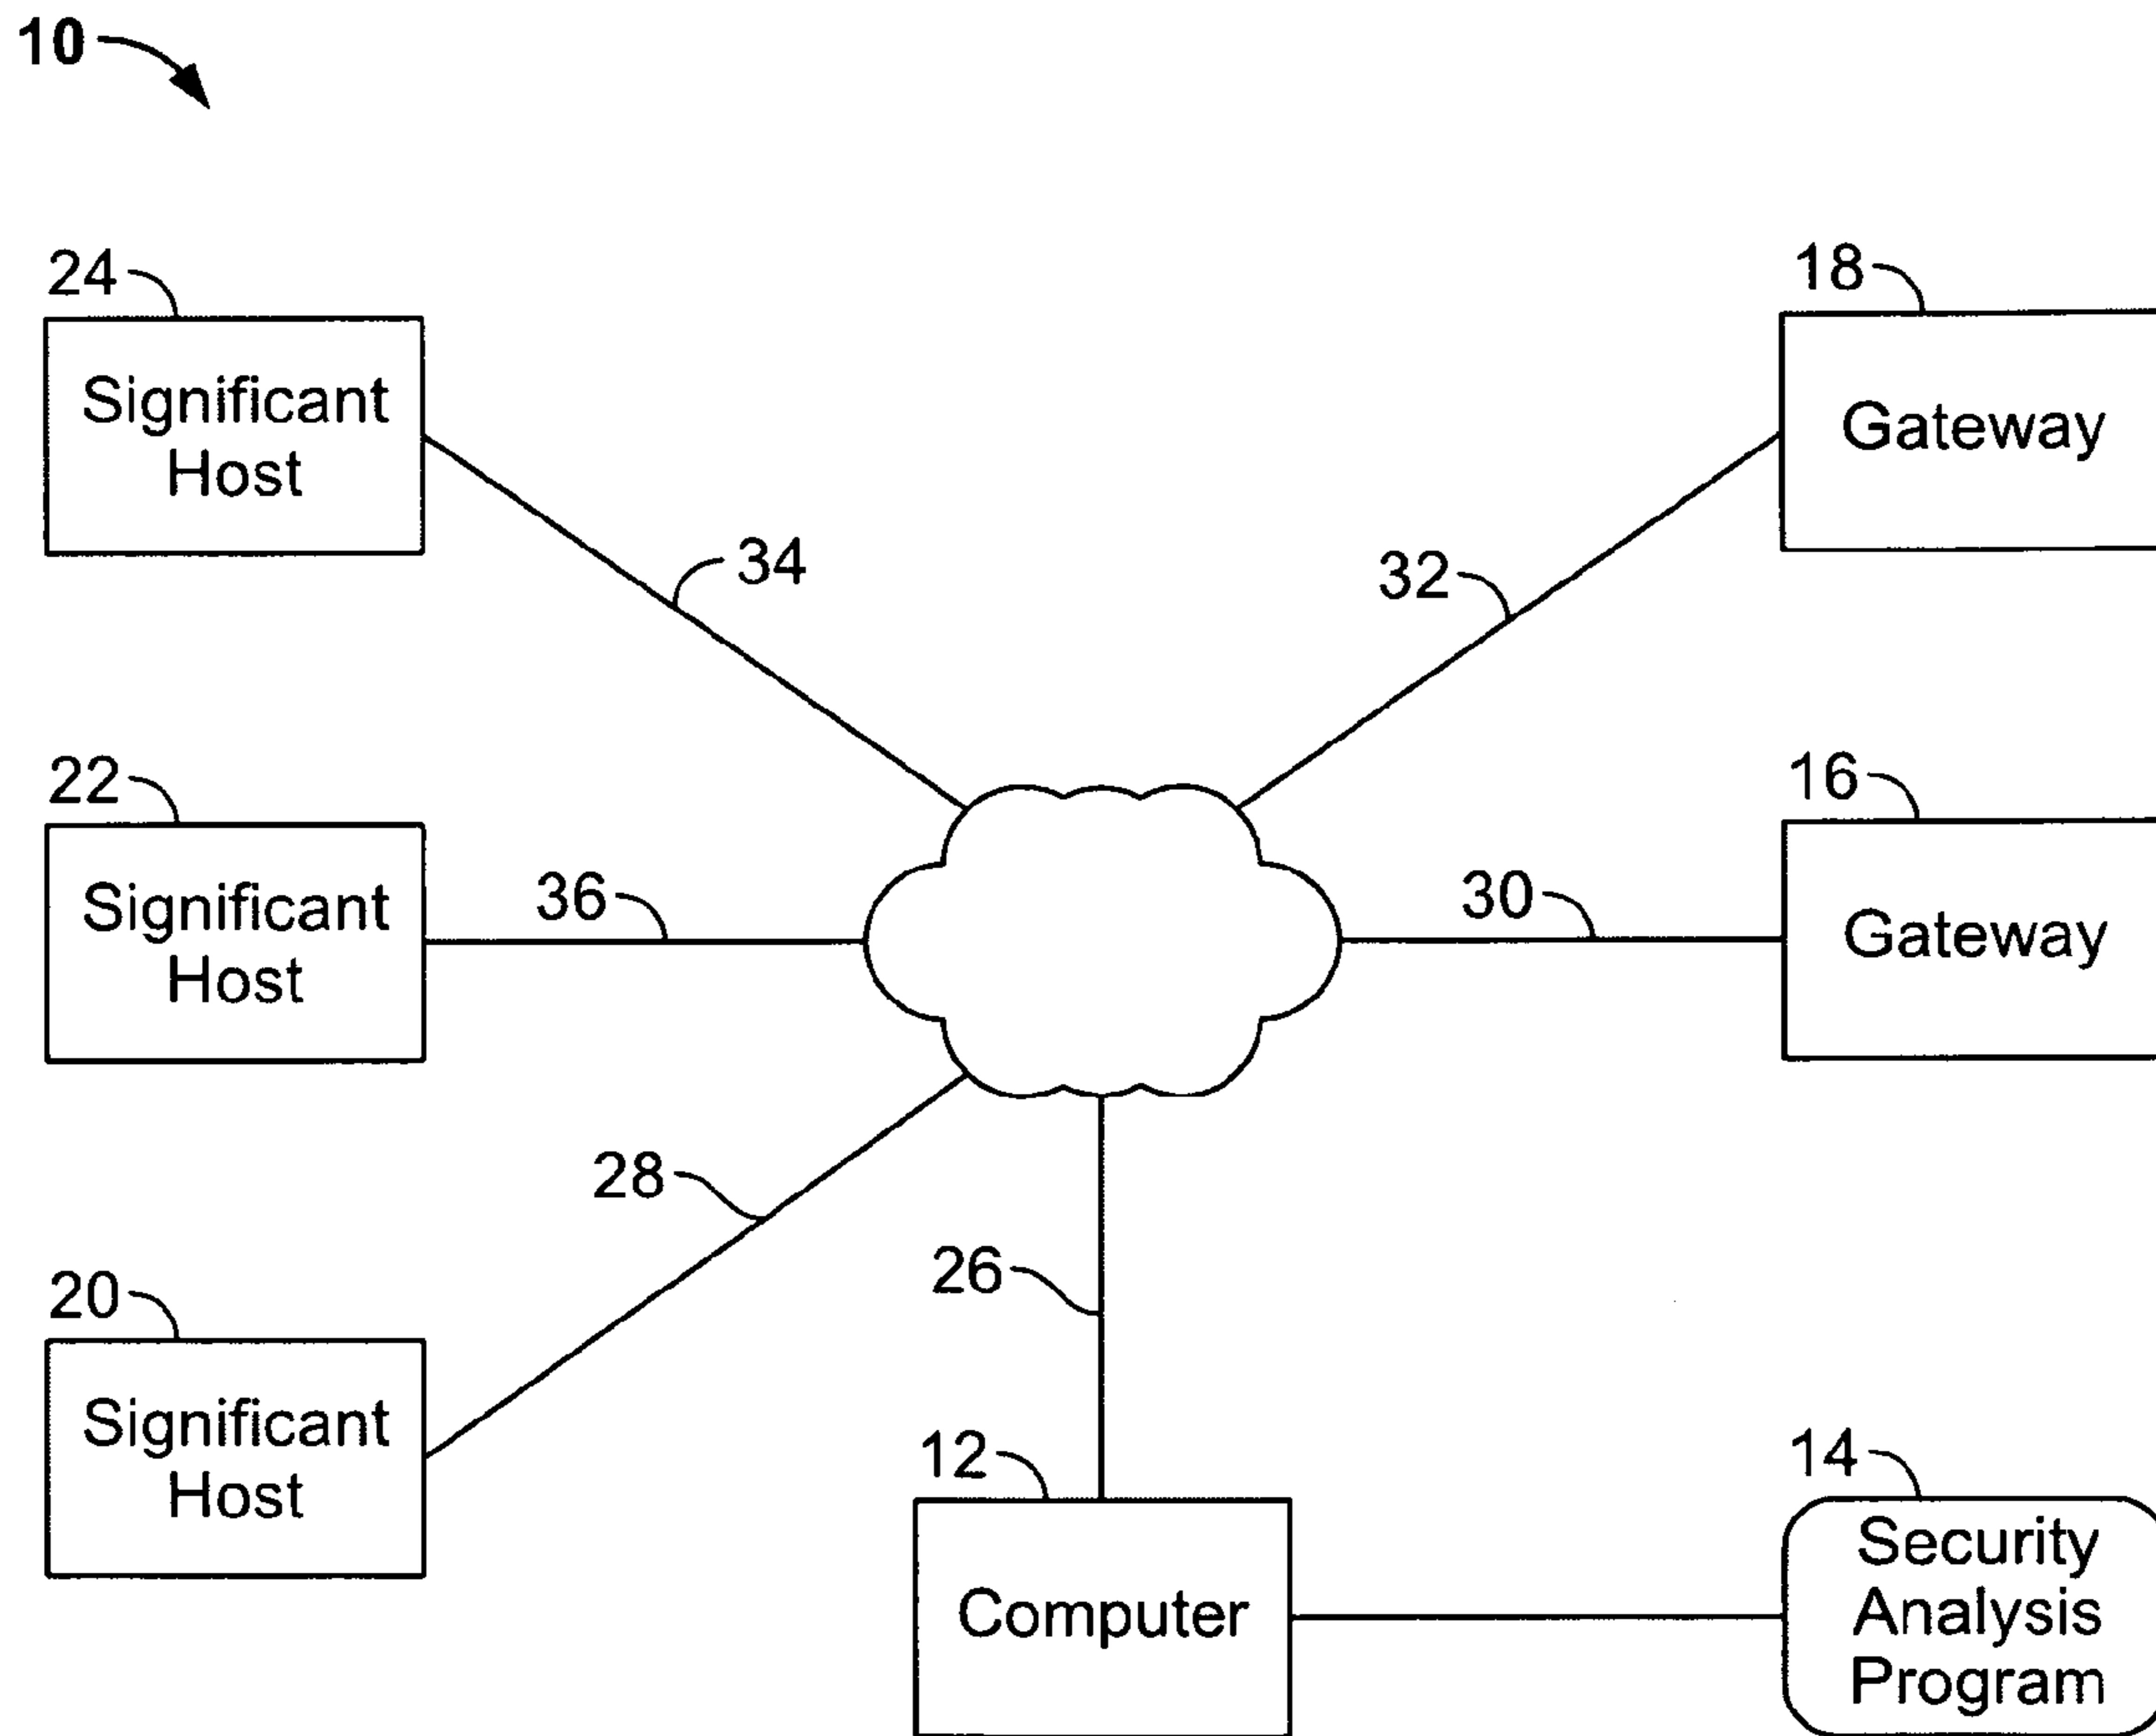 10
24
18
Significant
Host
Gateway
34
32
22
16
Significant
Host
36
30
Gateway
28
26
20
12
14
Significant
Host
Computer
Security
Analysis
Program